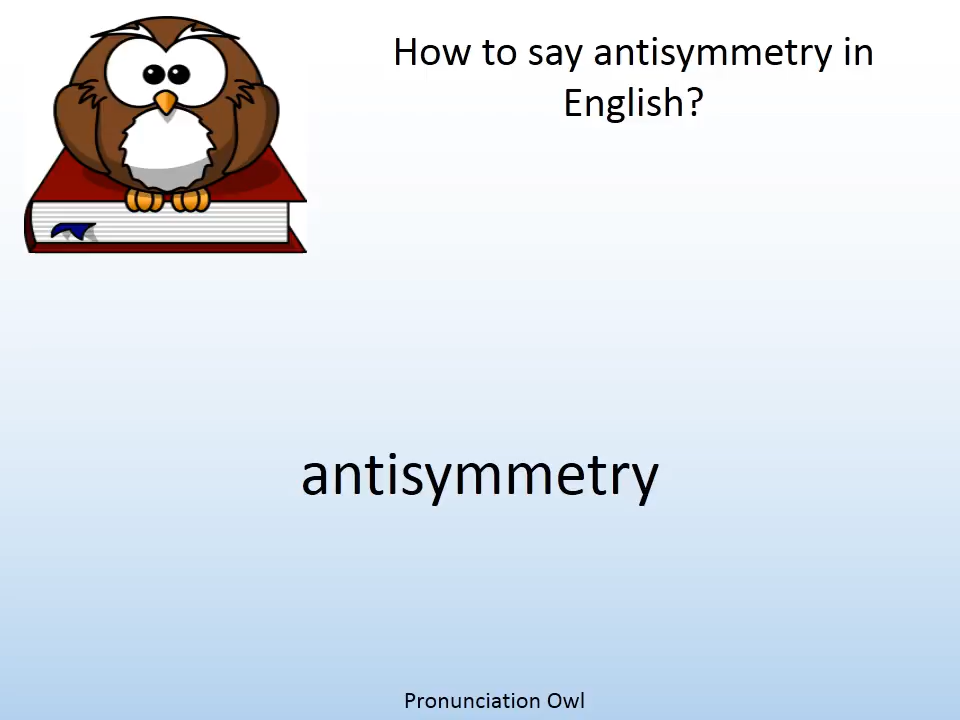 How to say antisymmetry in
English?
antisymmetry
Pronunciation Owl